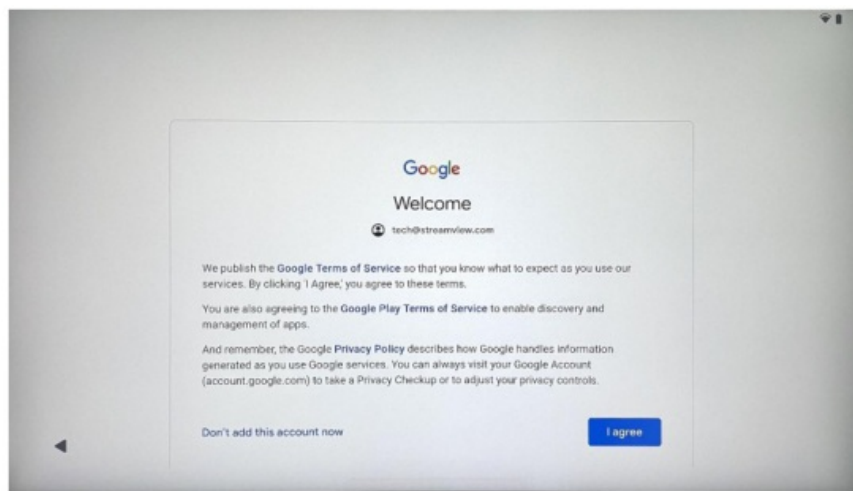 Google
Welcome
tech@streamview.com
We publish the Google Terms of Service so that you know what to expect as you use our
services. By clicking 'I Agree,' you agree to these terms.
You are also agreeing to the Google Play Terms of Service to enable discovery and
management of apps.
And remember, the Google Privacy Policy describes how Google handles information
generated as you use Google services. You can always visit your Google Account
(account.google.com) to take a Privacy Checkup or to adjust your privacy controls.
Don't add this account now
I agree